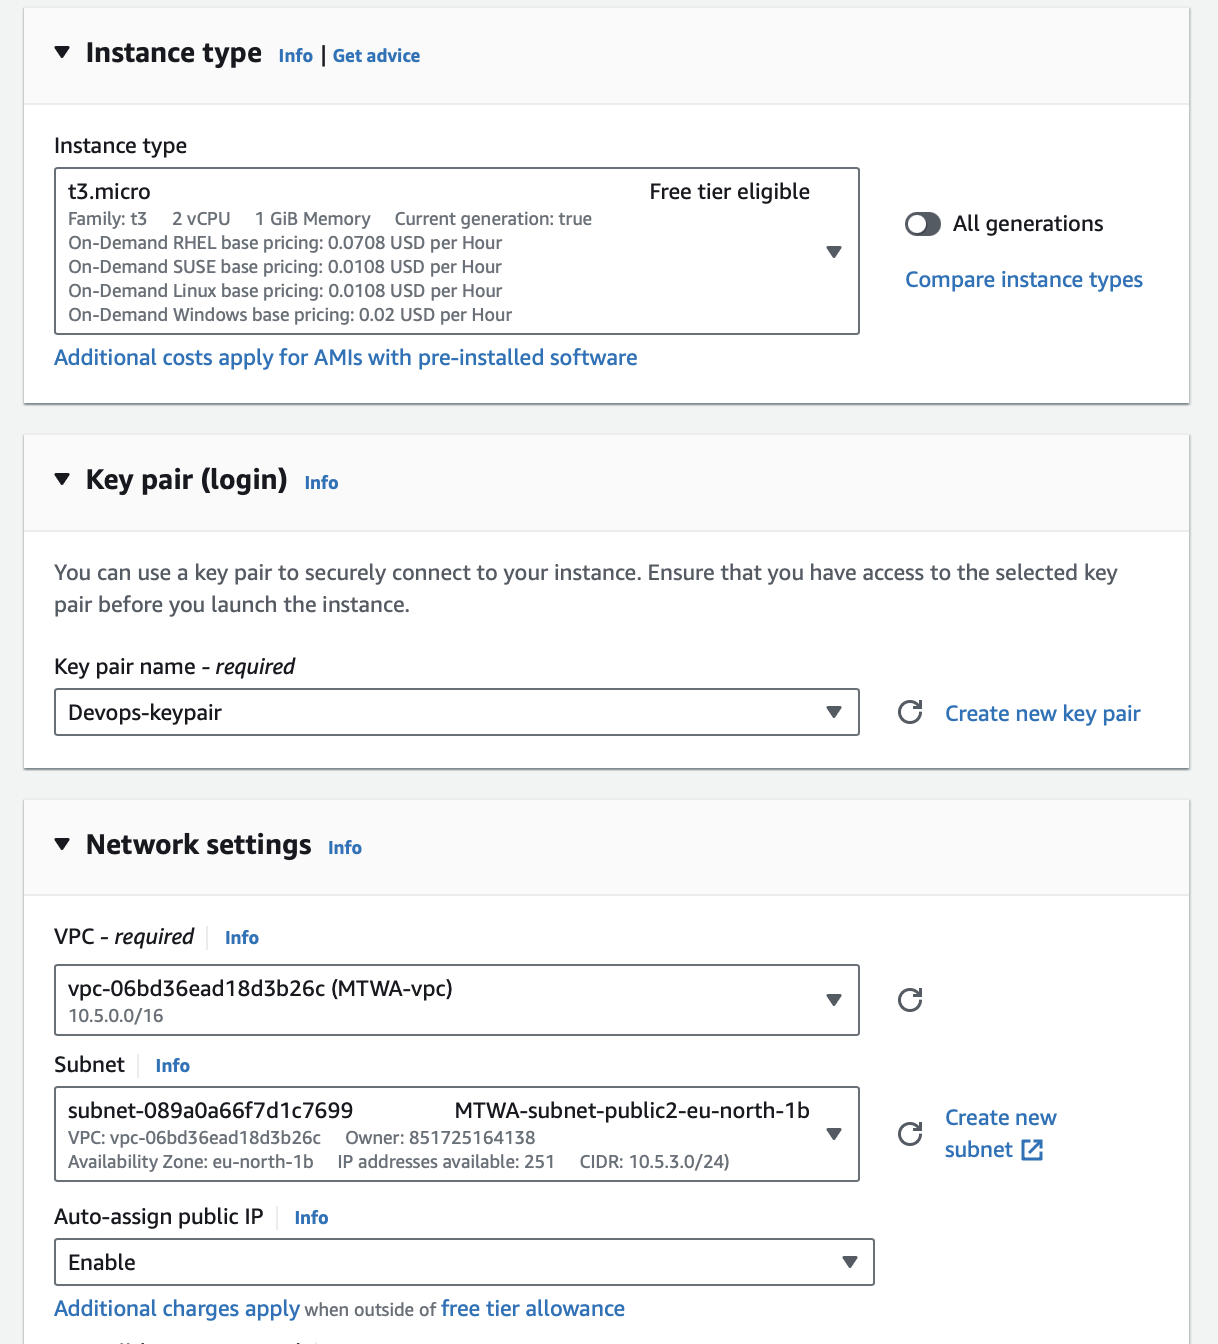 Instance type Info | Get advice
Instance type
t3.micro Free tier eligible
Family: t3 2 vCPU 1 GiB Memory Current generation: true
On-Demand RHEL base pricing: 0.0708 USD per Hour
On-Demand SUSE base pricing: 0.0108 USD per Hour
On-Demand Linux base pricing: 0.0108 USD per Hour
On-Demand Windows base pricing: 0.02 USD per Hour
All generations
Compare instance types
Additional costs apply for AMIs with pre-installed software
Key pair (login) Info
You can use a key pair to securely connect to your instance. Ensure that you have access to the selected key
pair before you launch the instance.
Key pair name - required
Devops-keypair
Create new key pair
Network settings Info
VPC - required Info
vpc-06bd36ead18d3b26c (MTWA-vpc)
10.5.0.0/16
Subnet Info
subnet-089a0a66f7d1c7699 MTWA-subnet-public2-eu-north-1b
VPC: vpc-06bd36ead18d3b26c Owner: 851725164138
Availability Zone: eu-north-1b IP addresses available: 251 CIDR: 10.5.3.0/24)
Create new
subnet
Auto-assign public IP Info
Enable
Additional charges apply when outside of free tier allowance